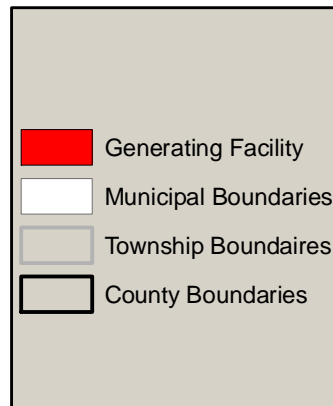 Generating Facility
Municipal Boundaries
Township Boundaires
County Boundaries